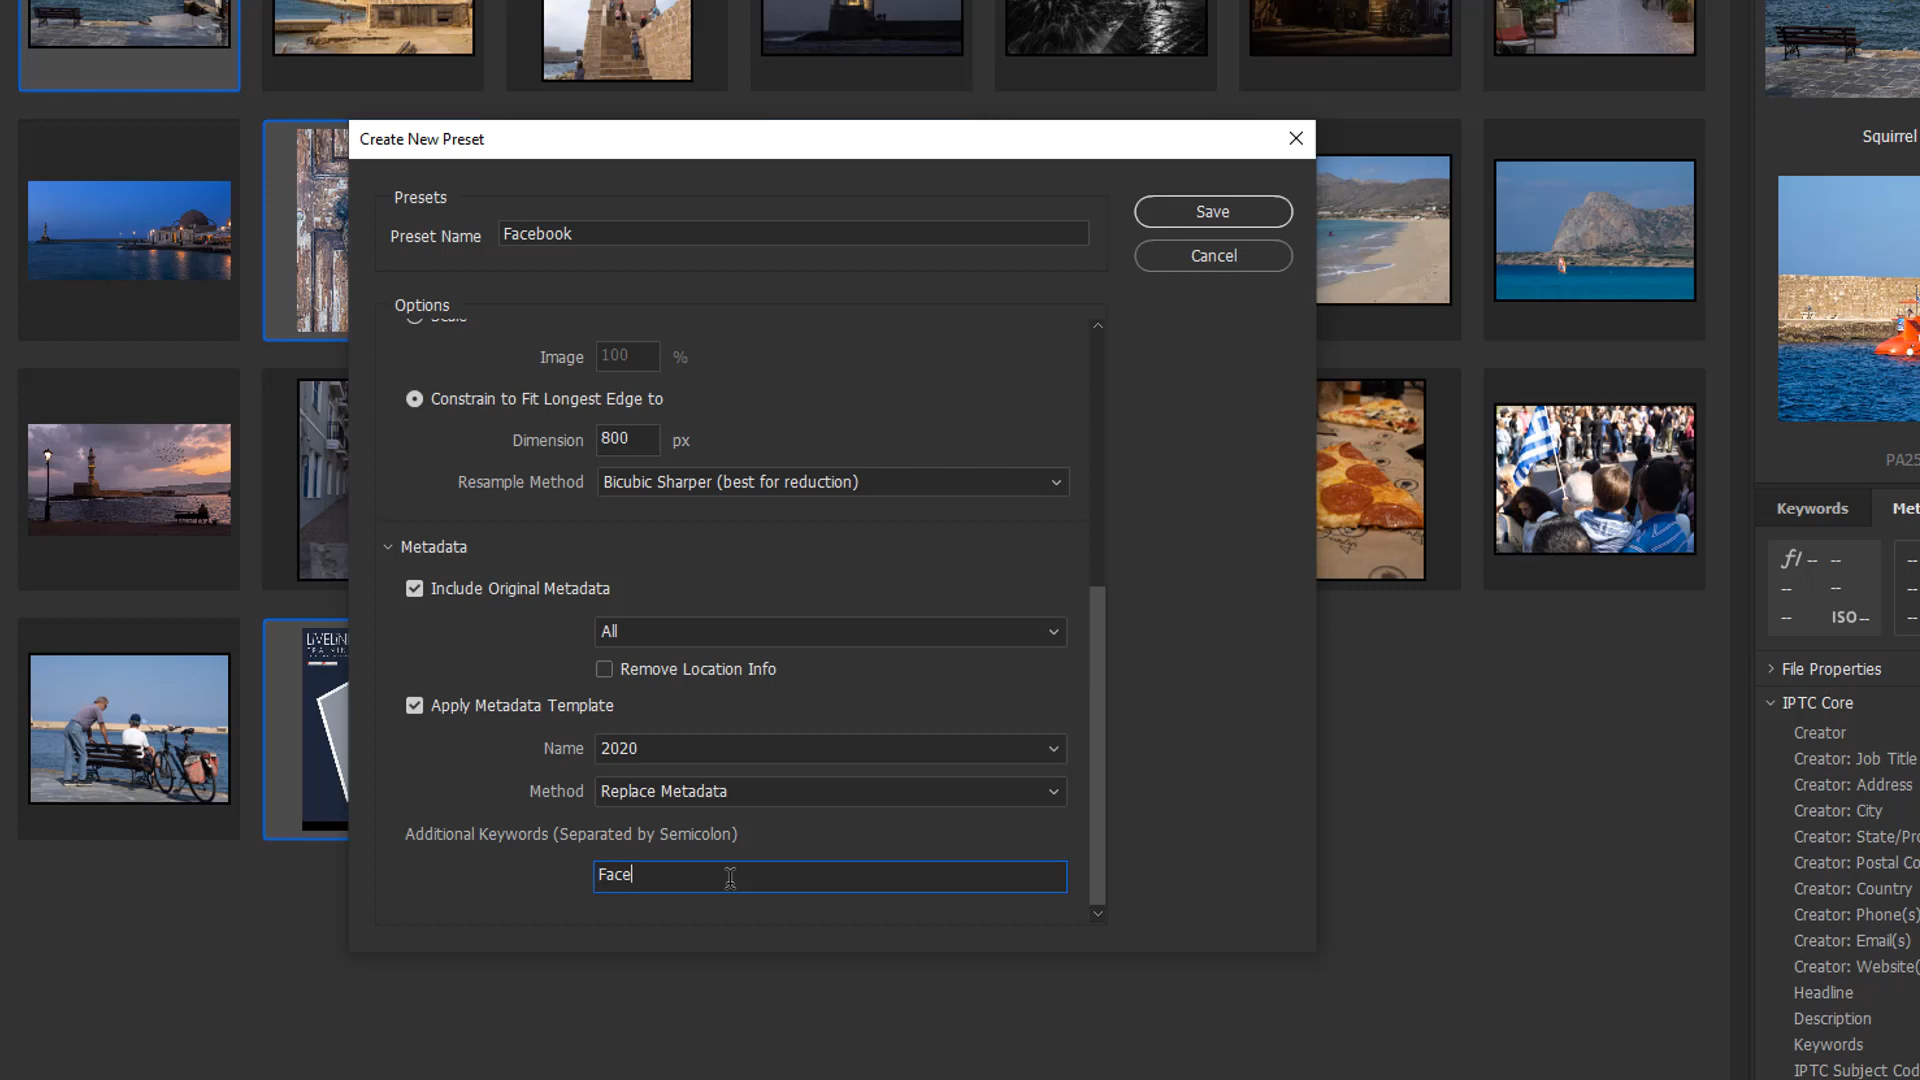 Create New Preset
Presets
Preset Name Facebook
Save
Cancel
Options
Image 100 %
Constrain to Fit Longest Edge to
Dimension 800 px
Resample Method Bicubic Sharper (best for reduction)
Metadata
Include Original Metadata
All
Remove Location Info
Apply Metadata Template
Name 2020
Method Replace Metadata
Additional Keywords (Separated by Semicolon)
Face
Squirrel
PA25
Keywords Met
f/ -- --
-- --
-- ISO --
--
--
--
File Properties
IPTC Core
Creator
Creator: Job Title
Creator: Address
Creator: City
Creator: State/Pro
Creator: Postal Co
Creator: Country
Creator: Phone(s)
Creator: Email(s)
Creator: Website(
Headline
Description
Keywords
IPTC Subject Cod